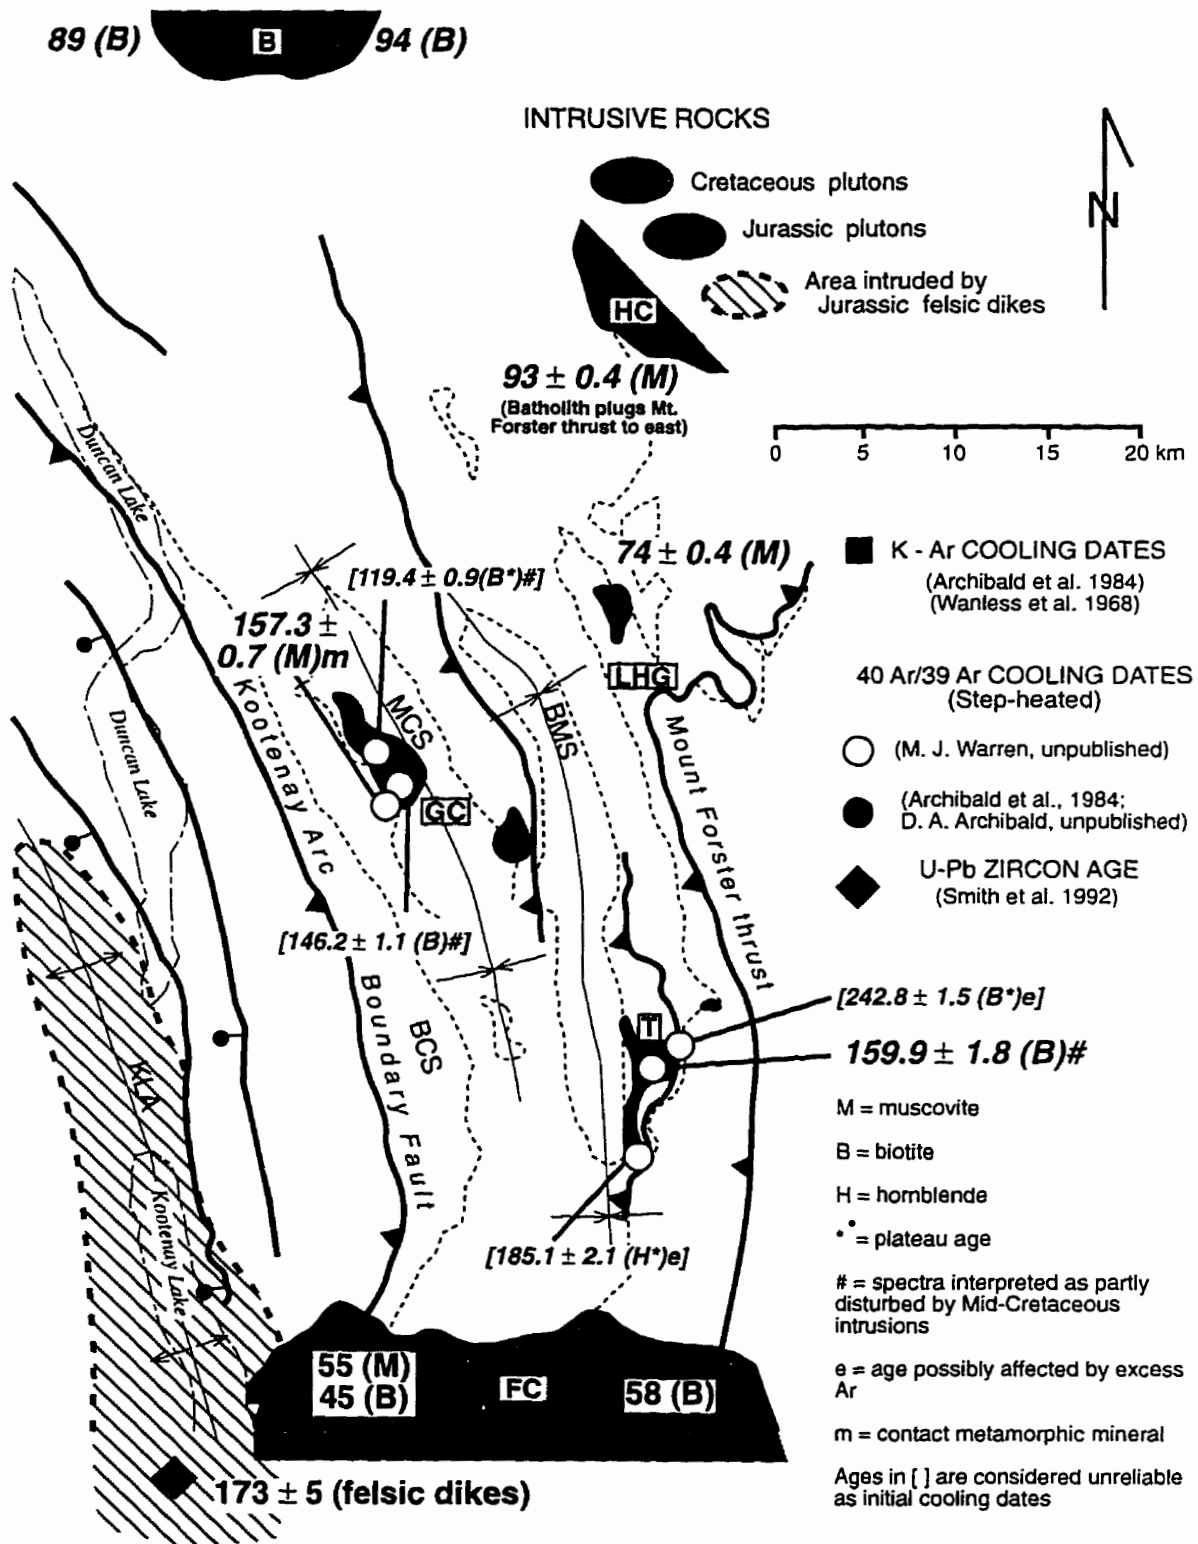 89 (B)
B
94 (B)
INTRUSIVE ROCKS
Cretaceous plutons
Jurassic plutons
Area intruded by
Jurassic felsic dikes
N
HC
93 ± 0.4 (M)
(Batholith plugs Mt.
Forster thrust to east)
0 5 10 15 20 km
Duncan Lake
74 ± 0.4 (M)
[119.4 ± 0.9(B*)#]
157.3 ±
0.7 (M)m
LHG
K - Ar COOLING DATES
(Archibald et al. 1984)
(Wanless et al. 1968)
40 Ar/39 Ar COOLING DATES
(Step-heated)
(M. J. Warren, unpublished)
(Archibald et al., 1984;
D. A. Archibald, unpublished)
U-Pb ZIRCON AGE
(Smith et al. 1992)
Duncan Lake
Kootenay Arc
Boundary Fault
MCS
BMS
Mount Forster thrust
GC
[146.2 ± 1.1 (B)#]
BCS
T
[242.8 ± 1.5 (B*)e]
159.9 ± 1.8 (B)#
KLA
Kootenay Lake
[185.1 ± 2.1 (H*)e]
M = muscovite
B = biotite
H = hornblende
* = plateau age
# = spectra interpreted as partly
disturbed by Mid-Cretaceous
intrusions
e = age possibly affected by excess
Ar
m = contact metamorphic mineral
Ages in [ ] are considered unreliable
as initial cooling dates
55 (M)
45 (B)
FC
58 (B)
173 ± 5 (felsic dikes)